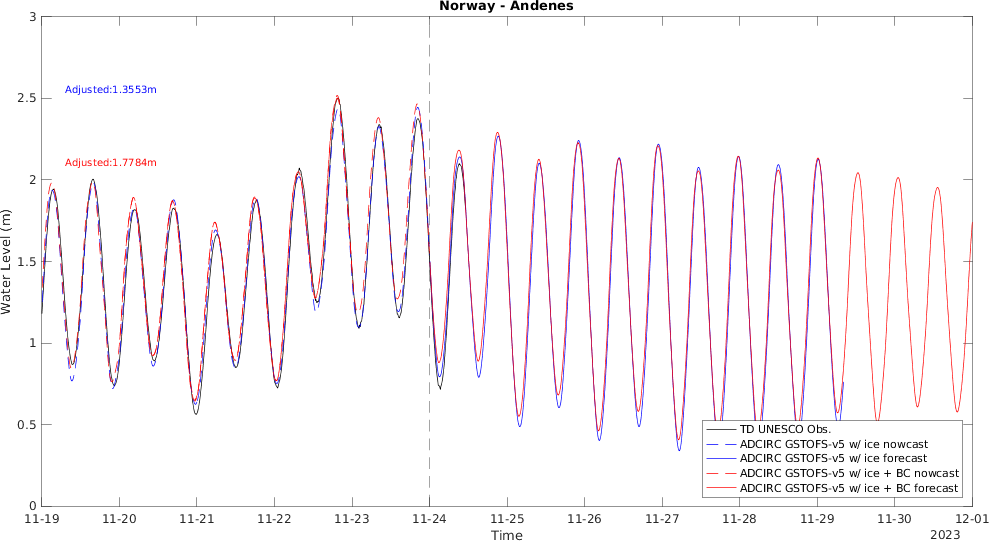 Norway - Andenes
3
2.5
2
1.5
1
0.5
0
Water Level (m)
Adjusted:1.3553m
Adjusted:1.7784m
TD UNESCO Obs.
ADCIRC GSTOFS-v5 w/ ice nowcast
ADCIRC GSTOFS-v5 w/ ice forecast
ADCIRC GSTOFS-v5 w/ ice + BC nowcast
ADCIRC GSTOFS-v5 w/ ice + BC forecast
11-19 11-20 11-21 11-22 11-23 11-24 11-25 11-26 11-27 11-28 11-29 11-30 12-01
Time
2023